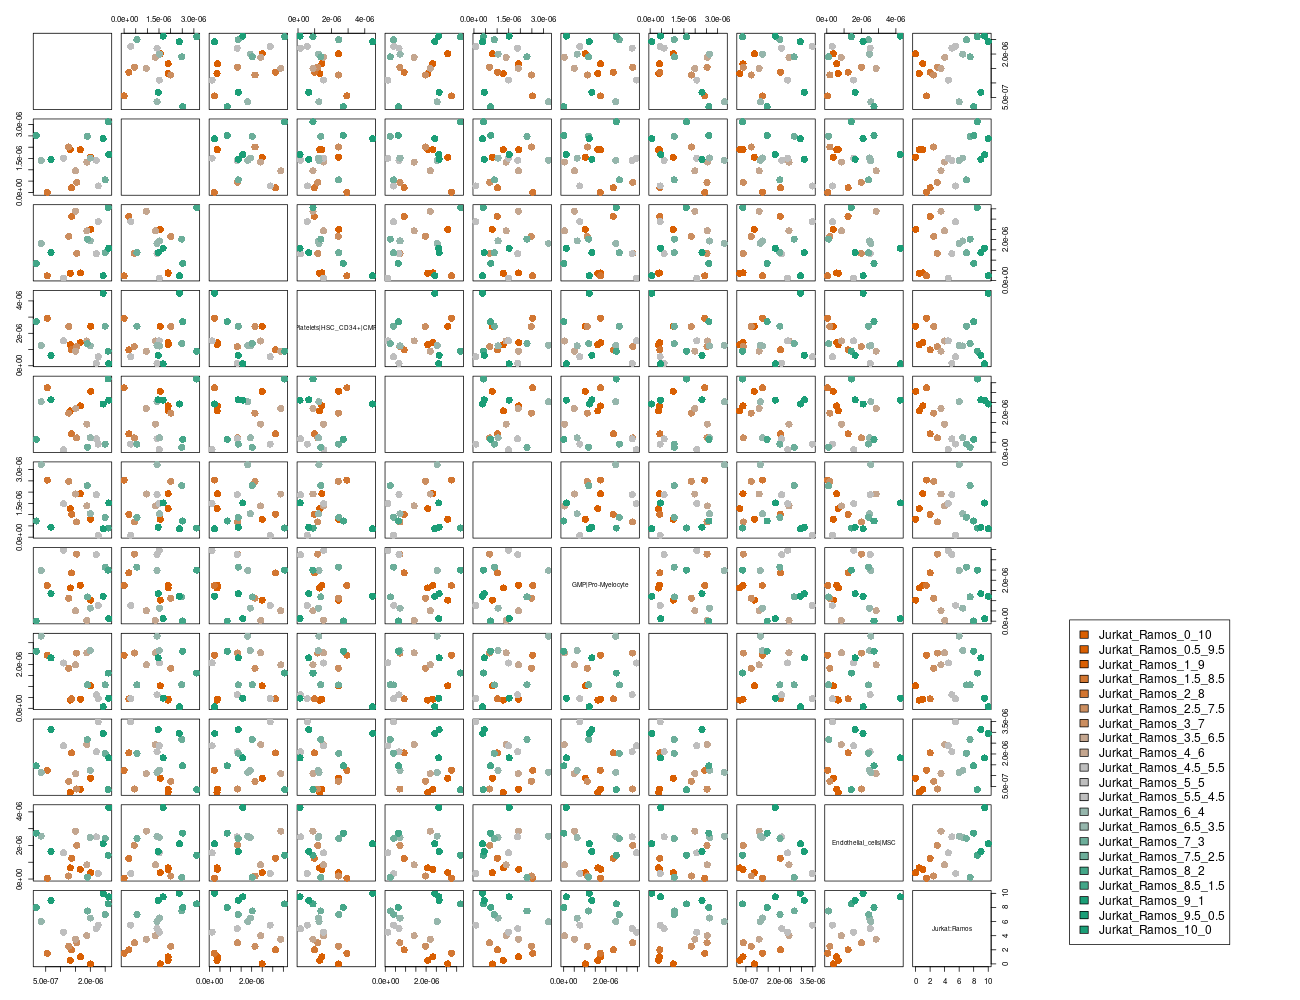 0.0e+00 1.5e-06 3.0e-06 0e+00 2e-06 4e-06 0.0e+00 1.5e-06 3.0e-06 0.0e+00 1.5e-06 3.0e-06 0e+00 2e-06 4e-06
5.0e-07 2.0e-06
0.0e+00 1.5e-06 3.0e-06
0.0e+00 2.0e-06
0e+00 2e-06 4e-06
Platelets|HSC_CD34+|CMP
0.0e+00 2.0e-06
0.0e+00 1.5e-06 3.0e-06
GMP|Pro-Myelocyte
0.0e+00 2.0e-06
0.0e+00 2.0e-06
5.0e-07 2.0e-06 3.5e-06
0e+00 2e-06 4e-06
Endothelial_cells|MSC
Jurkat:Ramos
0 2 4 6 8 10
5.0e-07 2.0e-06 0.0e+00 2.0e-06 0.0e+00 2.0e-06 0.0e+00 2.0e-06 5.0e-07 2.0e-06 3.5e-06 0 2 4 6 8 10
Jurkat_Ramos_0_10
Jurkat_Ramos_0.5_9.5
Jurkat_Ramos_1_9
Jurkat_Ramos_1.5_8.5
Jurkat_Ramos_2_8
Jurkat_Ramos_2.5_7.5
Jurkat_Ramos_3_7
Jurkat_Ramos_3.5_6.5
Jurkat_Ramos_4_6
Jurkat_Ramos_4.5_5.5
Jurkat_Ramos_5_5
Jurkat_Ramos_5.5_4.5
Jurkat_Ramos_6_4
Jurkat_Ramos_6.5_3.5
Jurkat_Ramos_7_3
Jurkat_Ramos_7.5_2.5
Jurkat_Ramos_8_2
Jurkat_Ramos_8.5_1.5
Jurkat_Ramos_9_1
Jurkat_Ramos_9.5_0.5
Jurkat_Ramos_10_0